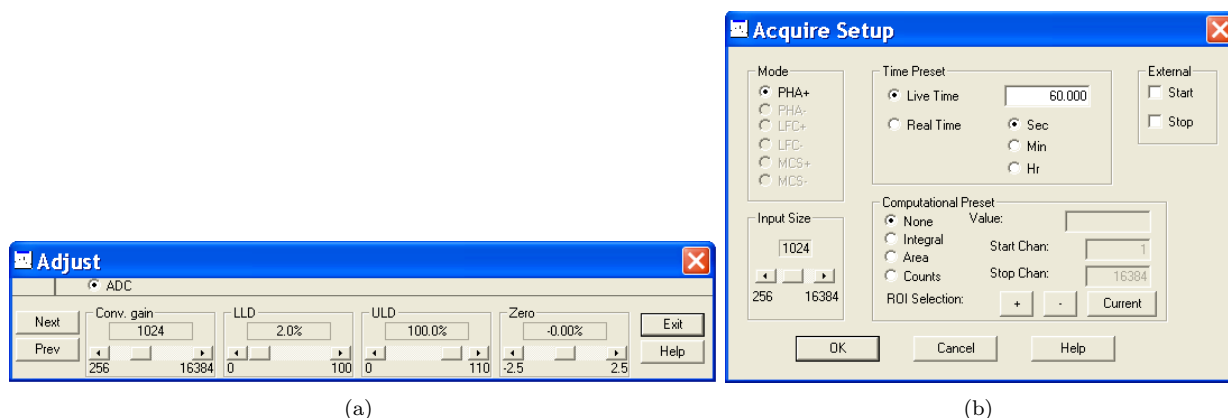 Adjust
ADC
Next
Prev
Conv. gain
1024
256 16384
LLD
2.0%
0 100
ULD
100.0%
0 110
Zero
-0.00%
-2.5 2.5
Exit
Help
(a)
Acquire Setup
Mode
PHA+
PHA-
LFC+
LFC-
MCS+
MCS-
Time Preset
Live Time 60.000
Real Time
Sec
Min
Hr
External
Start
Stop
Input Size
1024
256 16384
Computational Preset
None
Integral
Area
Counts
Value:
Start Chan: 1
Stop Chan: 16384
ROI Selection: + - Current
OK Cancel Help
(b)